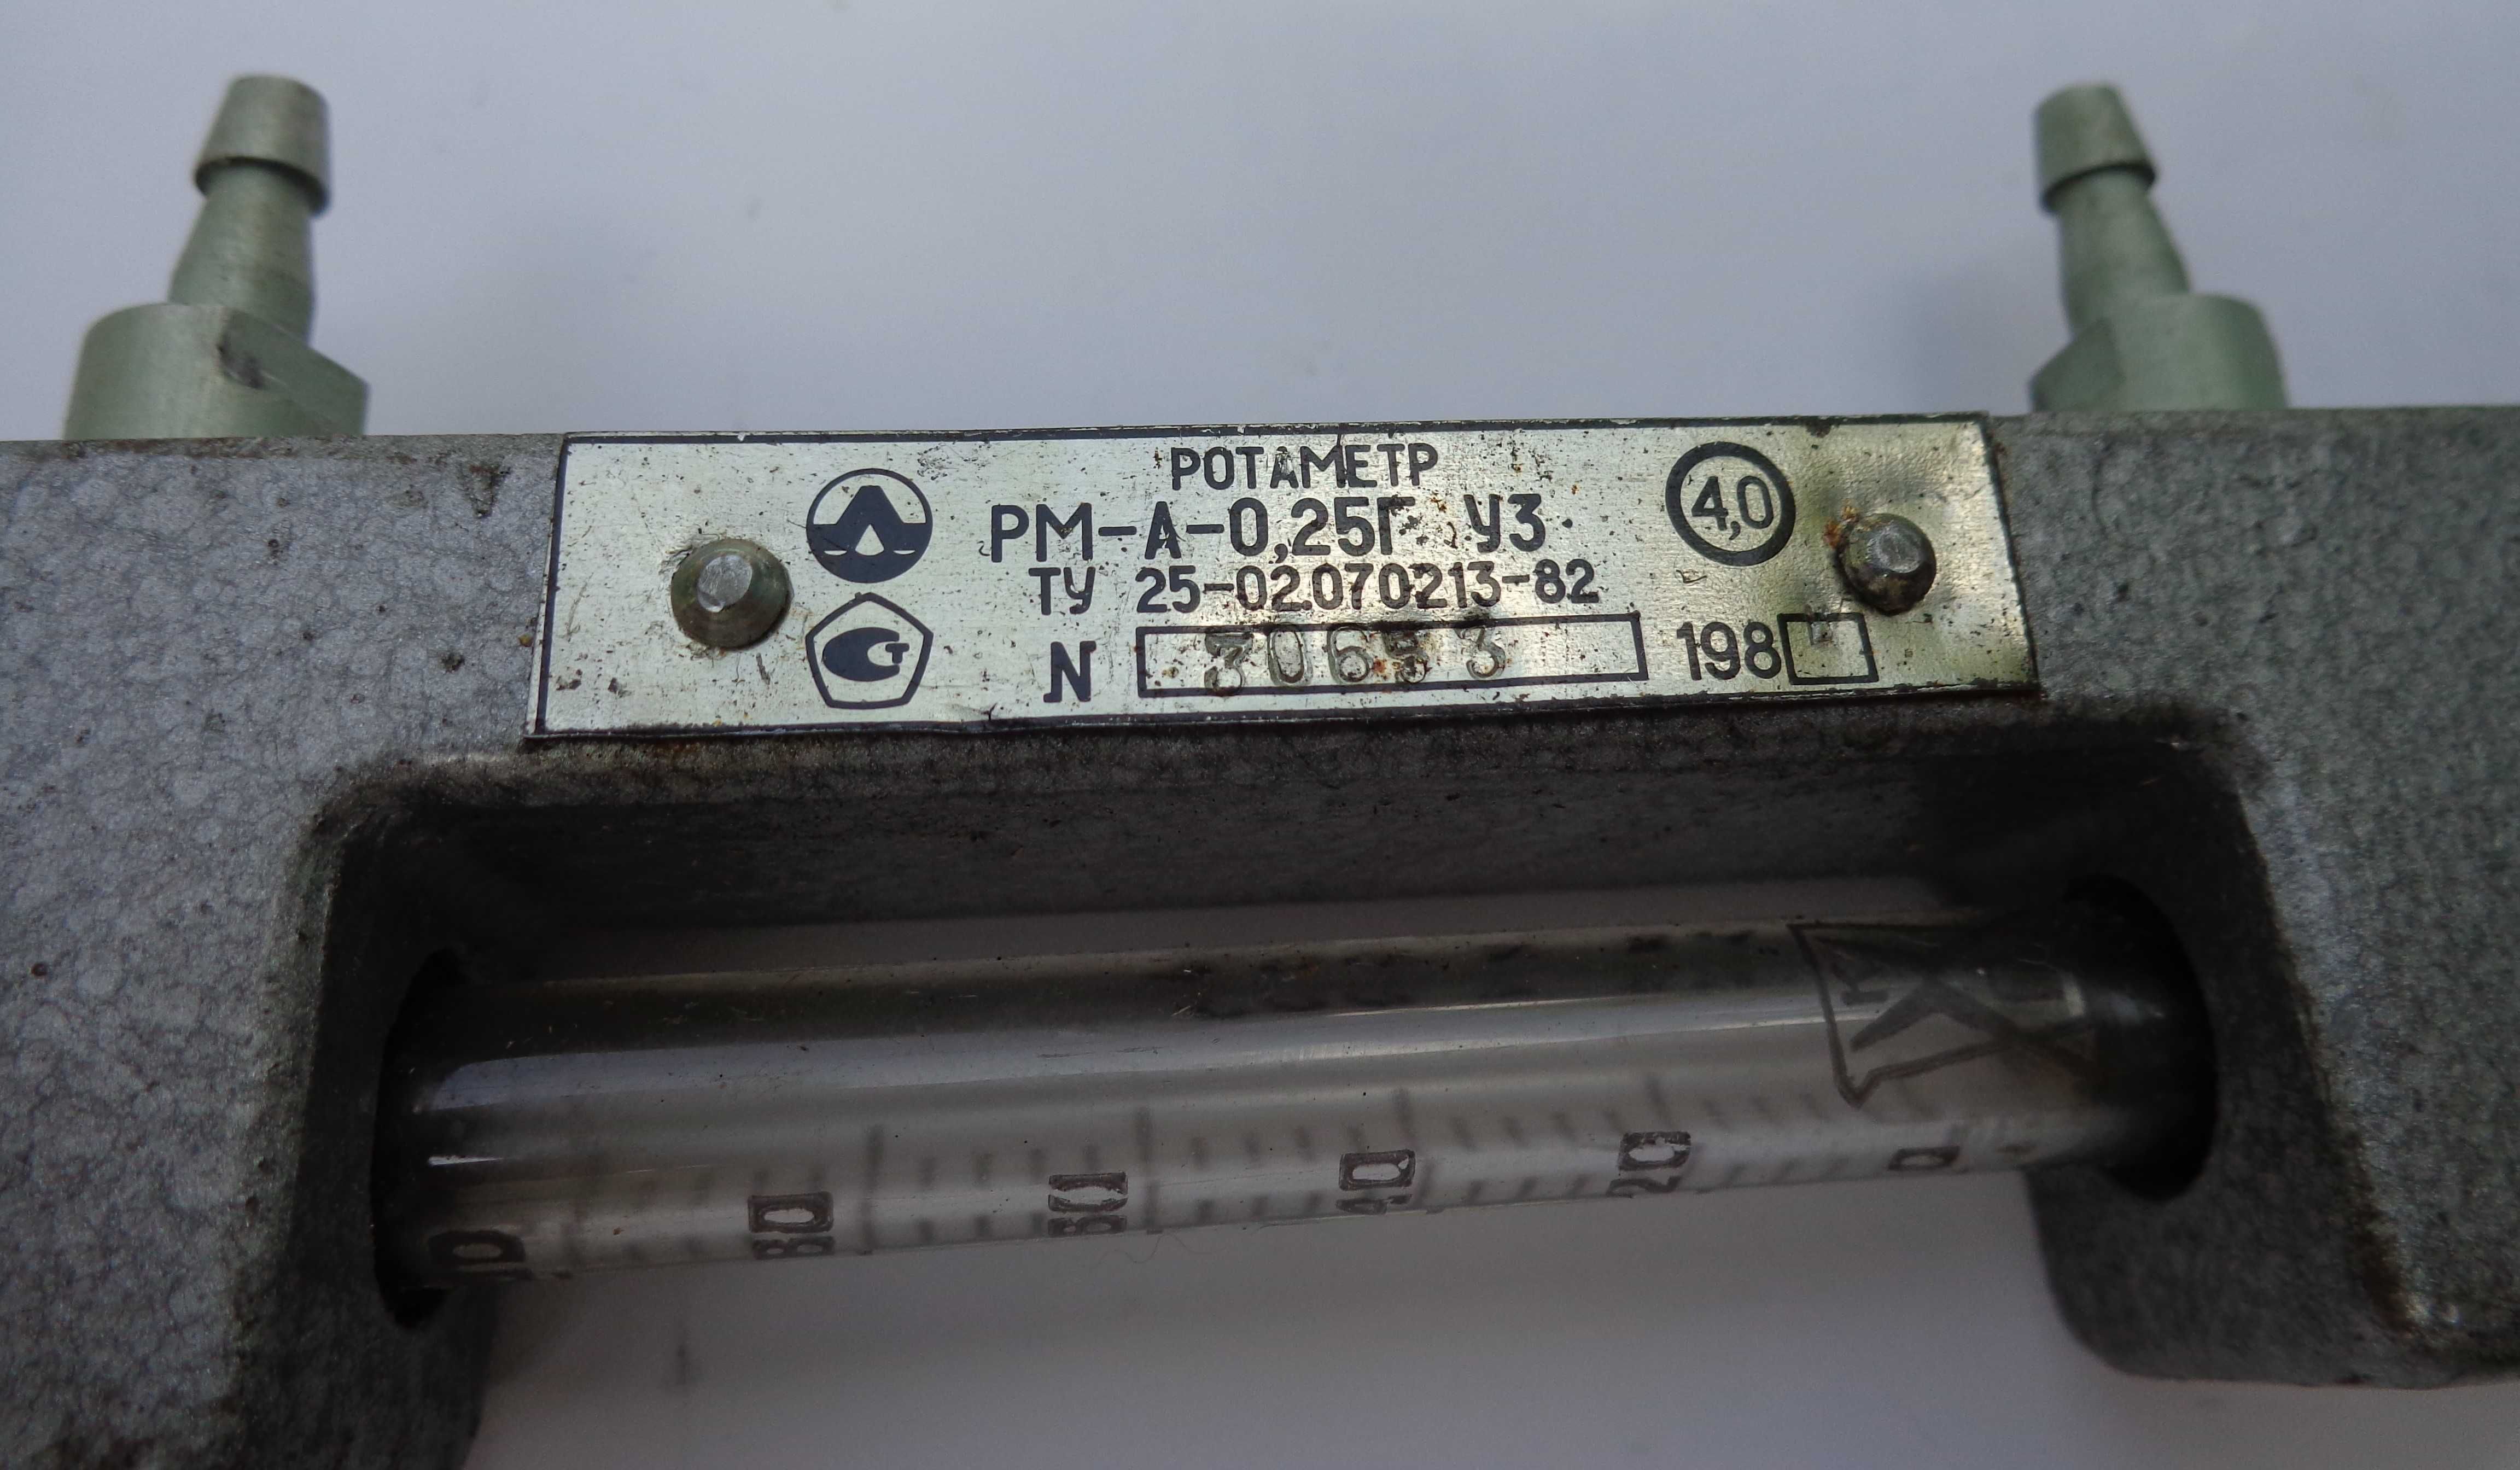 РОТАМЕТР
РМ-А-0,25Г УЗ
4,0
ТУ 25-02.070213-82
N 30653 198
80 60 40 20 0